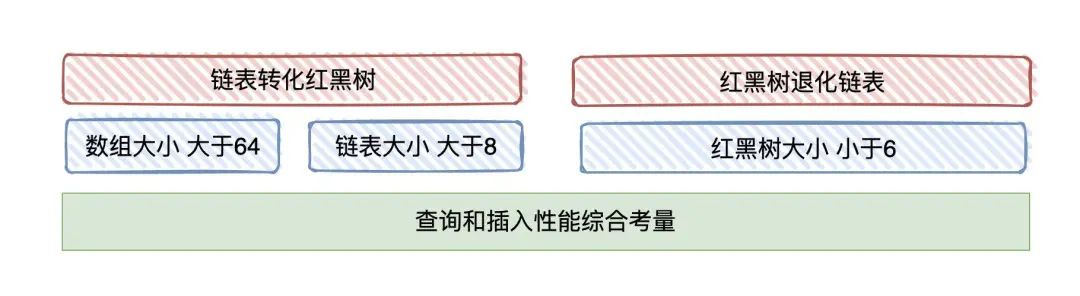 链表转化红黑树
红黑树退化链表
数组大小 大于64
链表大小 大于8
红黑树大小 小于6
查询和插入性能综合考量